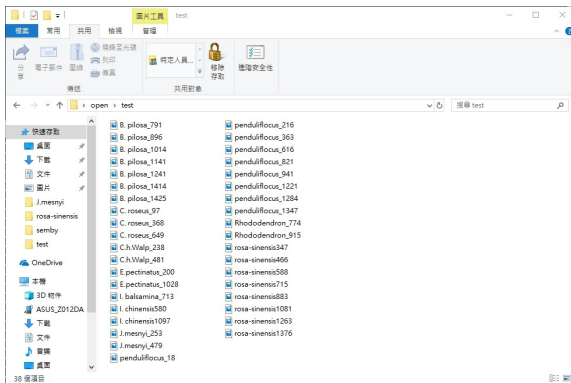 圖片工具 test
檔案 常用 共用 檢視 管理
分享
電子郵件
壓縮
燒錄至光碟
列印
傳真
特定人員...
移除存取
進階安全性
傳送
共用對象
open › test
搜尋 test
快速存取
桌面
下載
文件
圖片
J.mesnyi
rosa-sinensis
semby
test
OneDrive
本機
3D 物件
ASUS_Z012DA
下載
文件
音樂
桌面
B. pilosa_791
B. pilosa_896
B. pilosa_1014
B. pilosa_1141
B. pilosa_1241
B. pilosa_1414
B. pilosa_1425
C. roseus_97
C. roseus_368
C. roseus_649
C.h.Walp_238
C.h.Walp_481
E.pectinatus_200
E.pectinatus_1028
I. balsamina_713
I. chinensis580
I. chinensis1097
J.mesnyi_253
J.mesnyi_479
penduliflocus_18
penduliflocus_216
penduliflocus_363
penduliflocus_616
penduliflocus_821
penduliflocus_941
penduliflocus_1221
penduliflocus_1284
penduliflocus_1347
Rhododendron_774
Rhododendron_915
rosa-sinensis347
rosa-sinensis466
rosa-sinensis588
rosa-sinensis715
rosa-sinensis883
rosa-sinensis1081
rosa-sinensis1263
rosa-sinensis1376
38 個項目